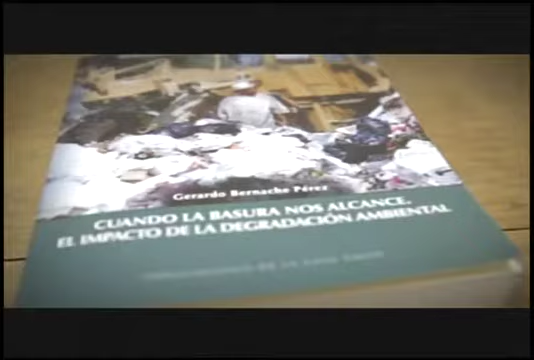 Gerardo Bernache Pérez
CUANDO LA BASURA NOS ALCANCE.
EL IMPACTO DE LA DEGRADACIÓN AMBIENTAL